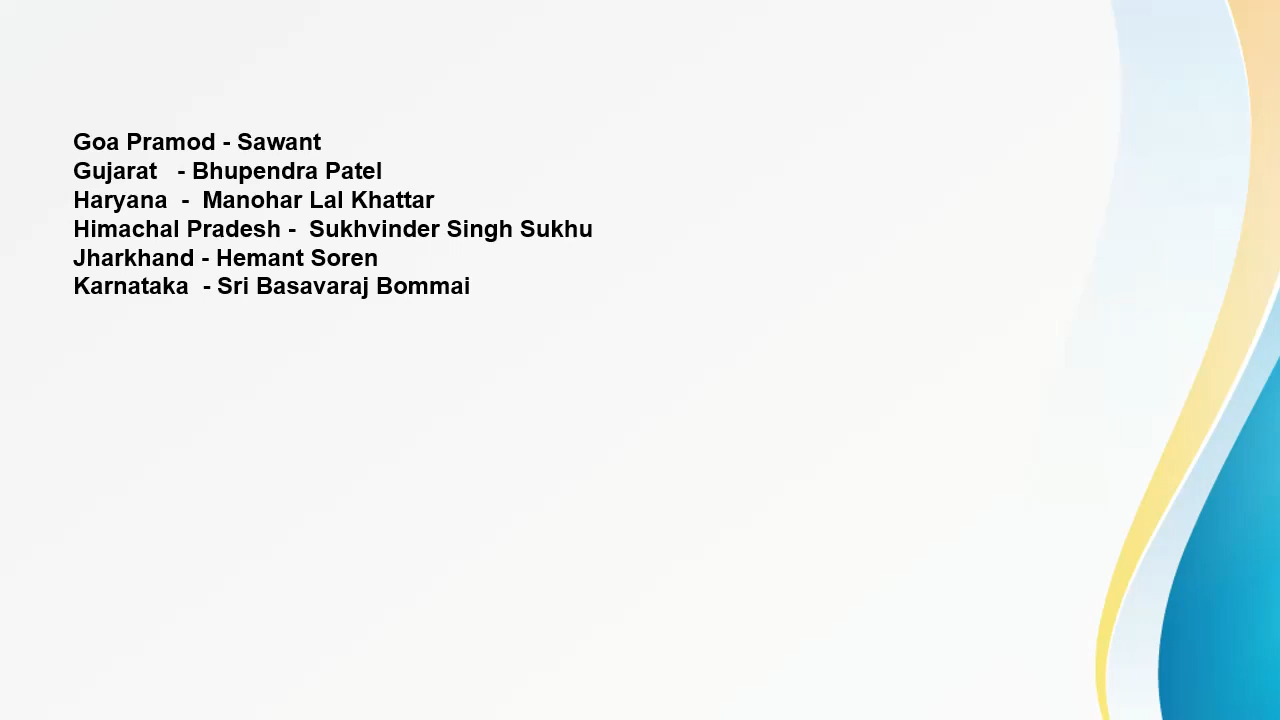 Goa Pramod - Sawant
Gujarat   - Bhupendra Patel
Haryana  -  Manohar Lal Khattar
Himachal Pradesh -  Sukhvinder Singh Sukhu
Jharkhand - Hemant Soren
Karnataka  - Sri Basavaraj Bommai